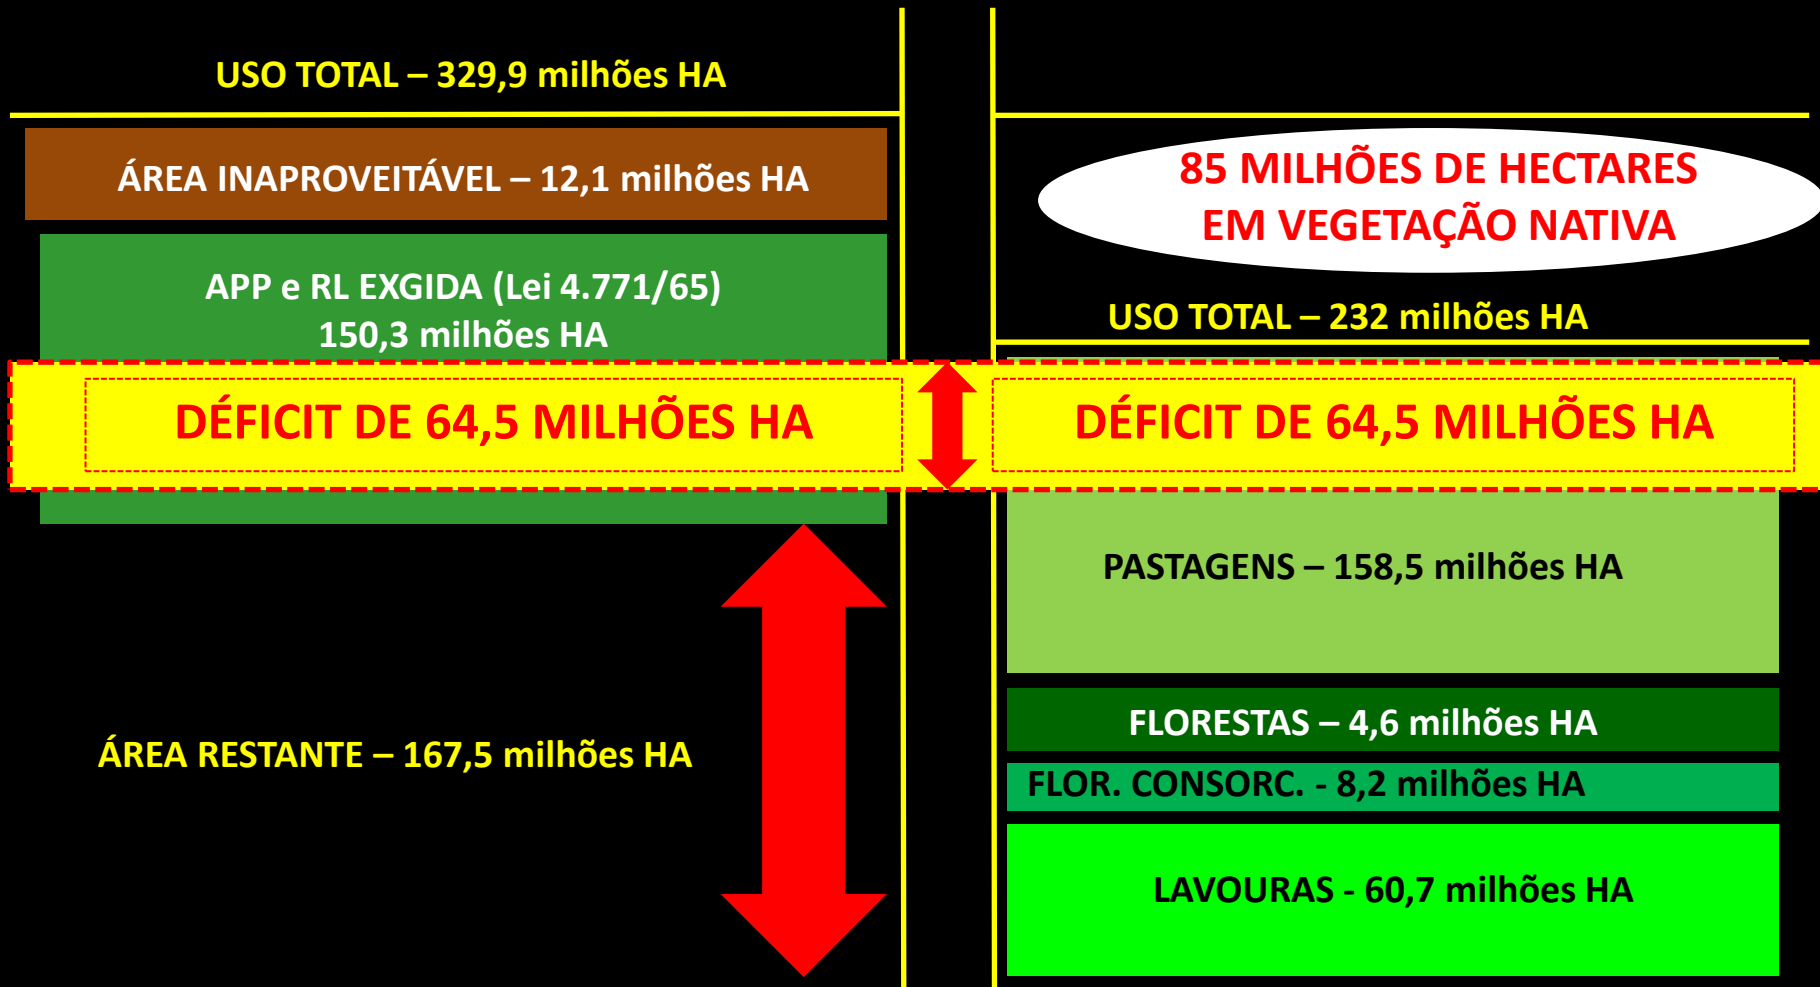 USO TOTAL – 329,9 milhões HA
ÁREA INAPROVEITÁVEL – 12,1 milhões HA
APP e RL EXGIDA (Lei 4.771/65)
150,3 milhões HA
DÉFICIT DE 64,5 MILHÕES HA
ÁREA RESTANTE – 167,5 milhões HA
85 MILHÕES DE HECTARES
EM VEGETAÇÃO NATIVA
USO TOTAL – 232 milhões HA
DÉFICIT DE 64,5 MILHÕES HA
PASTAGENS – 158,5 milhões HA
FLORESTAS – 4,6 milhões HA
FLOR. CONSORC. - 8,2 milhões HA
LAVOURAS - 60,7 milhões HA